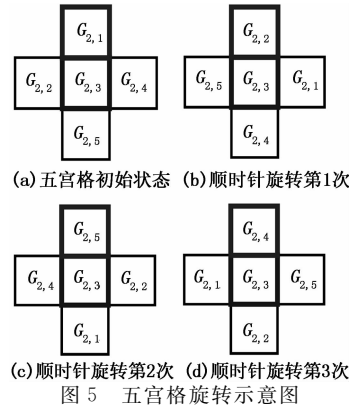 G2,1 G2,2
G2,2 G2,3 G2,4 G2,5 G2,3 G2,1
G2,5 G2,4
(a)五宫格初始状态 (b)顺时针旋转第1次
G2,5 G2,4
G2,4 G2,3 G2,2 G2,1 G2,3 G2,5
G2,1 G2,2
(c)顺时针旋转第2次 (d)顺时针旋转第3次
图 5 五宫格旋转示意图